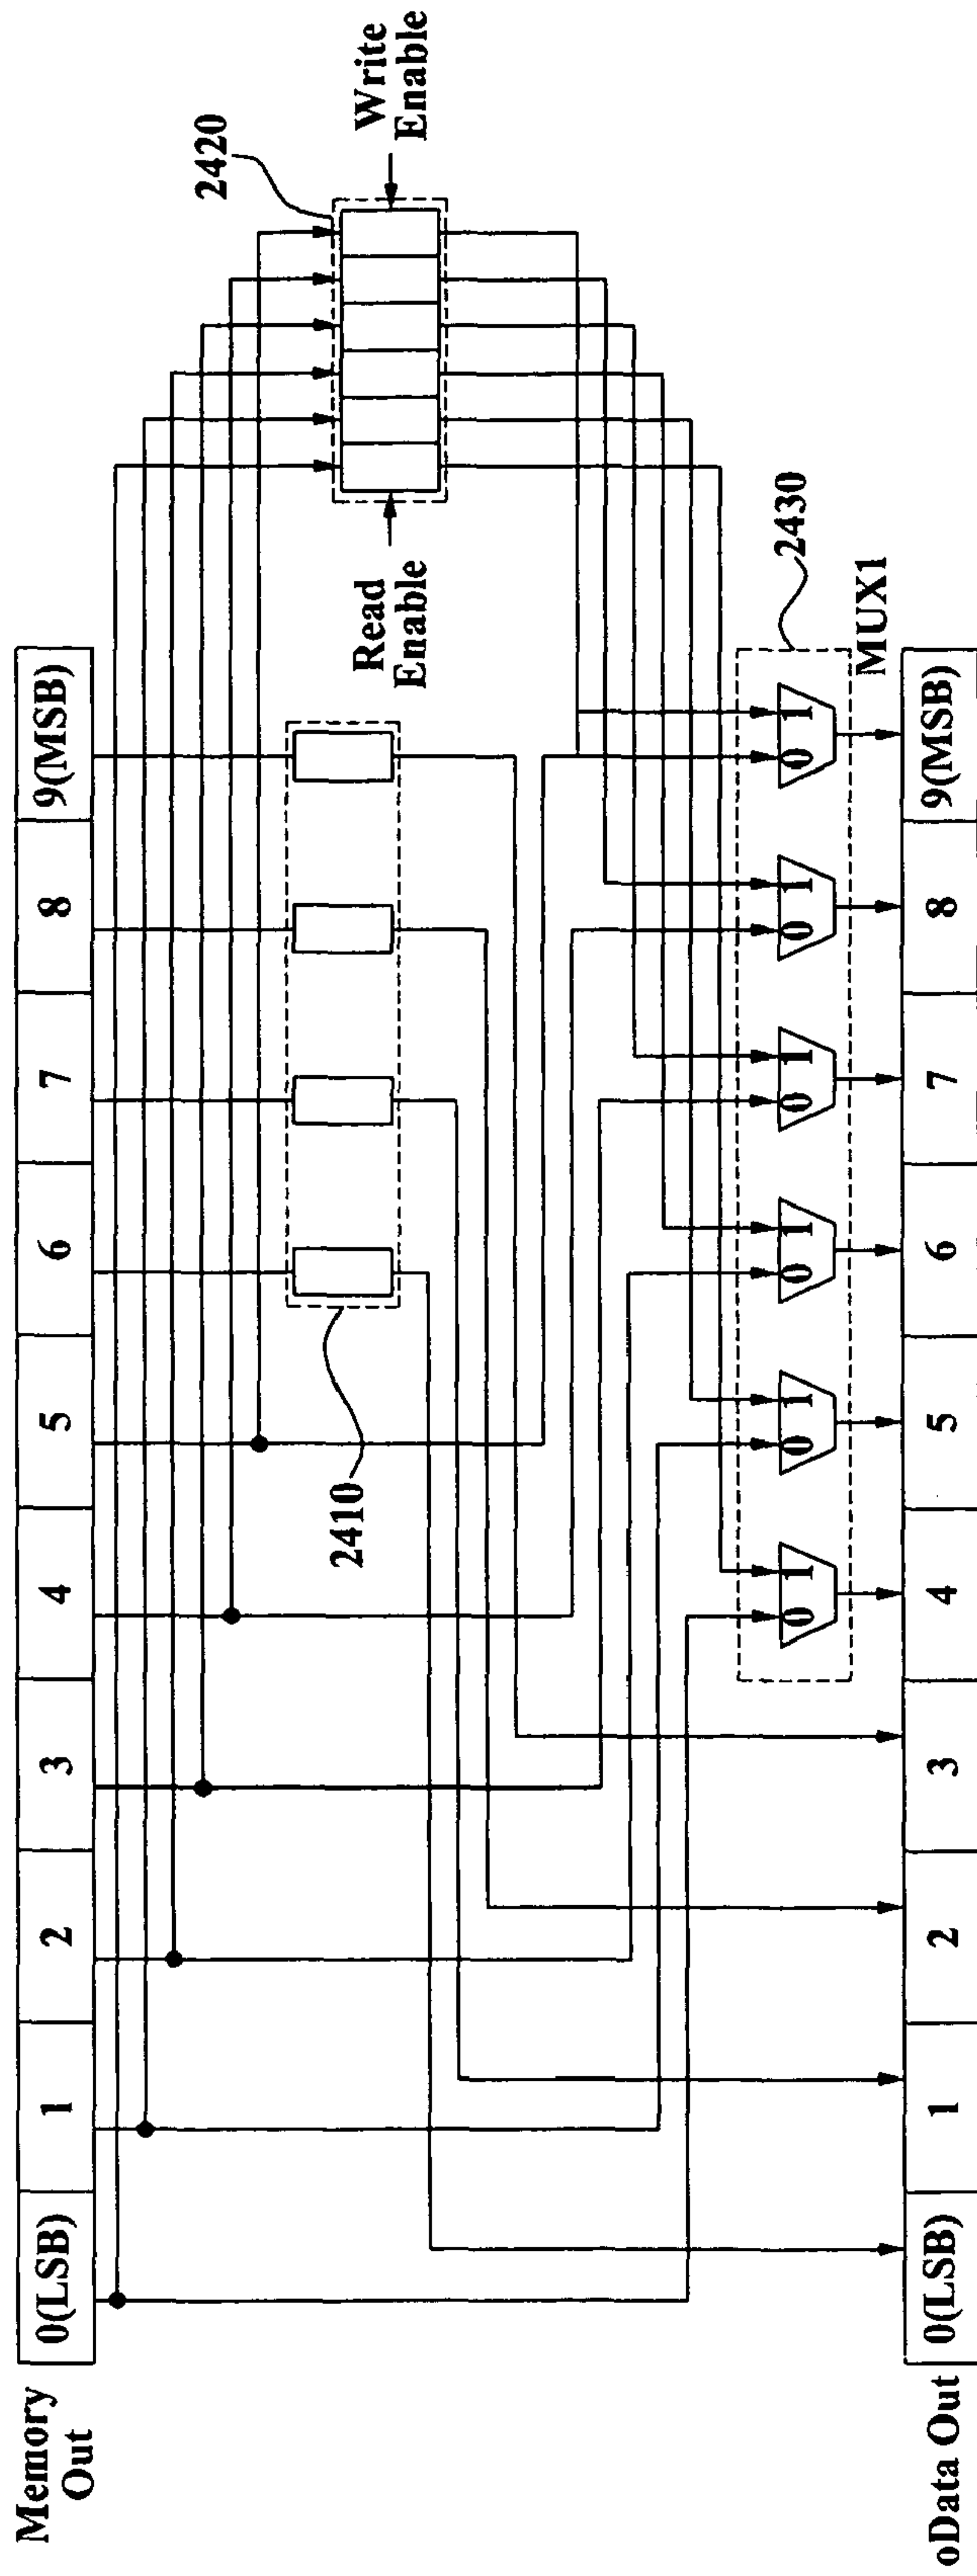 Memory
Out
0(LSB) 1 2 3 4 5 6 7 8 9(MSB)
2420
Write
Enable
Read
Enable
2410
2430
0 1 0 1 0 1 0 1 0 1 0 1
MUX1
0(LSB) 1 2 3 4 5 6 7 8 9(MSB)
oData Out